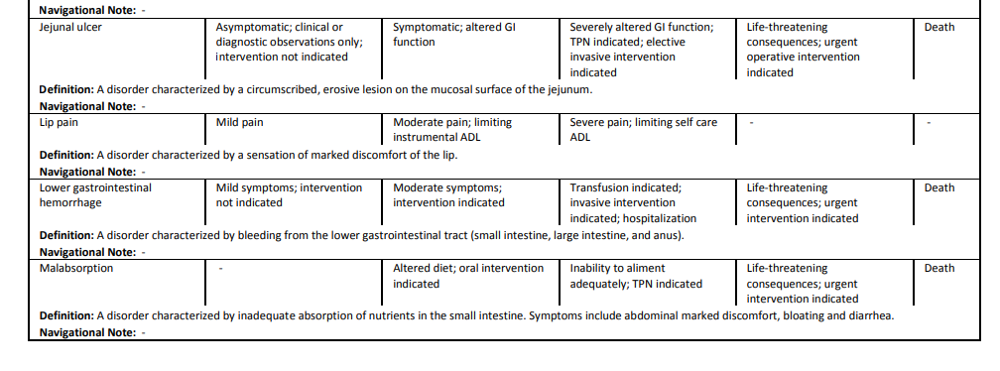 Navigational Note: -
Jejunal ulcer
Asymptomatic; clinical or
diagnostic observations only;
intervention not indicated
Symptomatic; altered GI
function
Severely altered GI function;
TPN indicated; elective
invasive intervention
indicated
Life-threatening
consequences; urgent
operative intervention
indicated
Death
Definition: A disorder characterized by a circumscribed, erosive lesion on the mucosal surface of the jejunum.
Navigational Note: -
Lip pain
Mild pain
Moderate pain; limiting
instrumental ADL
Severe pain; limiting self care
ADL
-
-
Definition: A disorder characterized by a sensation of marked discomfort of the lip.
Navigational Note: -
Lower gastrointestinal
hemorrhage
Mild symptoms; intervention
not indicated
Moderate symptoms;
intervention indicated
Transfusion indicated;
invasive intervention
indicated; hospitalization
Life-threatening
consequences; urgent
intervention indicated
Death
Definition: A disorder characterized by bleeding from the lower gastrointestinal tract (small intestine, large intestine, and anus).
Navigational Note: -
Malabsorption
-
Altered diet; oral intervention
indicated
Inability to aliment
adequately; TPN indicated
Life-threatening
consequences; urgent
intervention indicated
Death
Definition: A disorder characterized by inadequate absorption of nutrients in the small intestine. Symptoms include abdominal marked discomfort, bloating and diarrhea.
Navigational Note: -